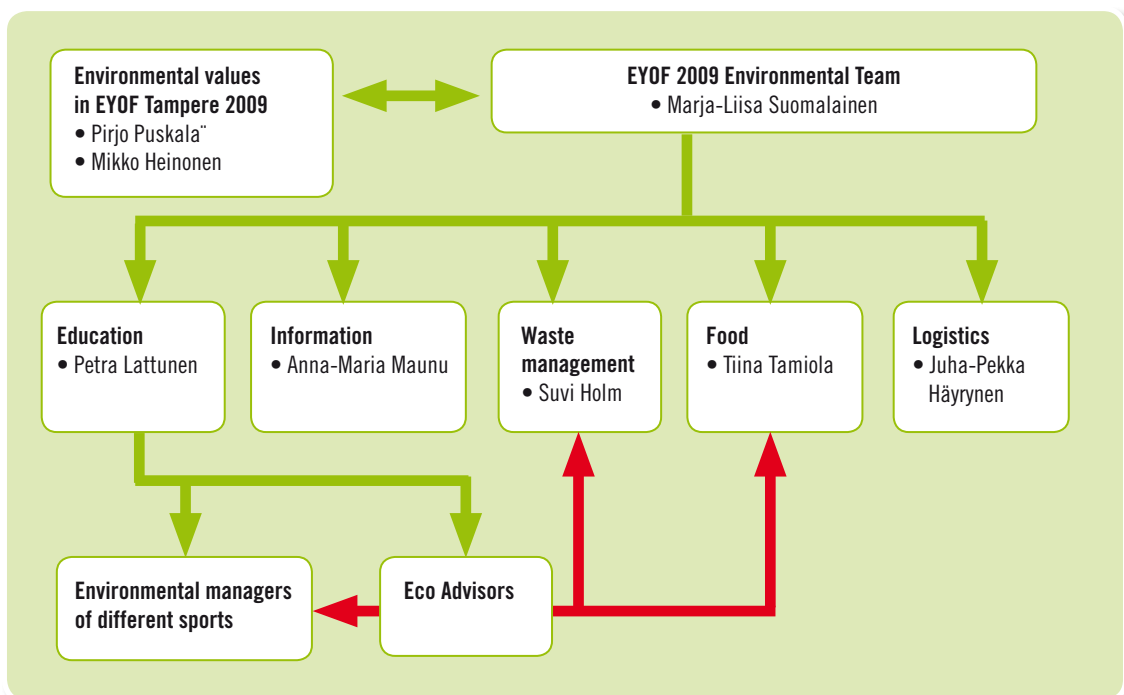 Environmental values
in EYOF Tampere 2009
• Pirjo Puskala¨
• Mikko Heinonen
EYOF 2009 Environmental Team
• Marja-Liisa Suomalainen
Education
• Petra Lattunen
Information
• Anna-Maria Maunu
Waste
management
• Suvi Holm
Food
• Tiina Tamiola
Logistics
• Juha-Pekka
Häyrynen
Environmental managers
of different sports
Eco Advisors